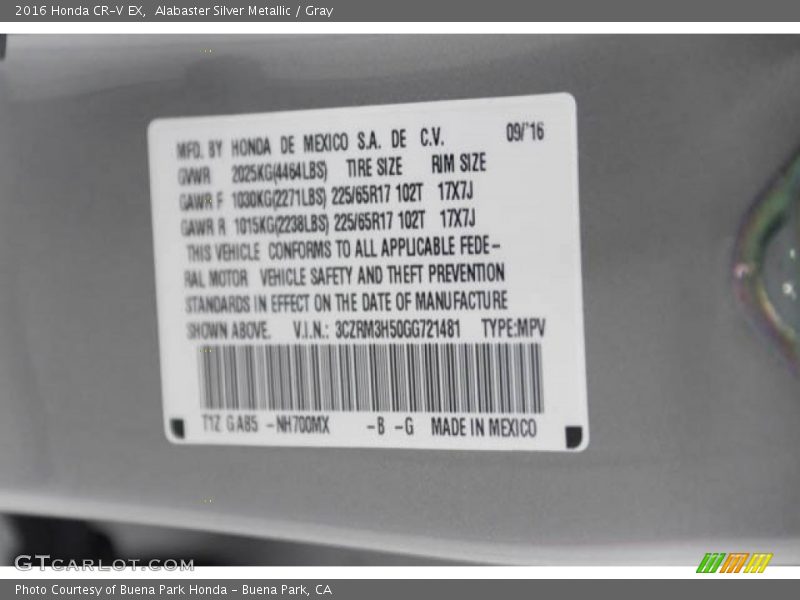 2016 Honda CR-V EX,  Alabaster Silver Metallic / Gray
MFD. BY HONDA DE MEXICO S.A. DE C.V. 09/'16
GVWR 2025KG(4464LBS) TIRE SIZE RIM SIZE
GAWR F 1030KG(2271LBS) 225/65R17 102T 17X7J
GAWR R 1015KG(2238LBS) 225/65R17 102T 17X7J
THIS VEHICLE CONFORMS TO ALL APPLICABLE FEDE-
RAL MOTOR VEHICLE SAFETY AND THEFT PREVENTION
STANDARDS IN EFFECT ON THE DATE OF MANUFACTURE
SHOWN ABOVE. V.I.N.: 3CZRM3H50GG721481 TYPE:MPV
T1Z GA85 -NH700MX -B -G MADE IN MEXICO
GTCARLOT.COM
Photo Courtesy of Buena Park Honda - Buena Park, CA